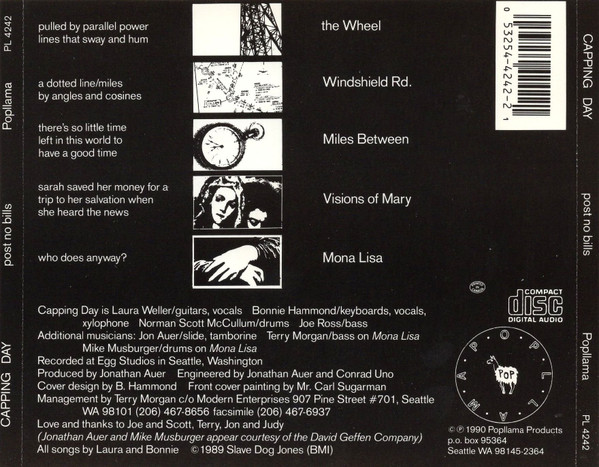 PL 4242
Popllama
post no bills
CAPPING DAY
pulled by parallel power
lines that sway and hum
the Wheel
a dotted line/miles
by angles and cosines
Windshield Rd.
there's so little time
left in this world to
have a good time
Miles Between
sarah saved her money for a
trip to her salvation when
she heard the news
Visions of Mary
who does anyway?
Mona Lisa
0 53254-4242-2 1
CAPPING DAY
post no bills
Popllama
PL 4242
Capping Day is Laura Weller/guitars, vocals Bonnie Hammond/keyboards, vocals,
xylophone Norman Scott McCullum/drums Joe Ross/bass
Additional musicians: Jon Auer/slide, tamborine Terry Morgan/bass on Mona Lisa
Mike Musburger/drums on Mona Lisa
Recorded at Egg Studios in Seattle, Washington
Produced by Jonathan Auer Engineered by Jonathan Auer and Conrad Uno
Cover design by B. Hammond Front cover painting by Mr. Carl Sugarman
Management by Terry Morgan c/o Modern Enterprises 907 Pine Street #701, Seattle
WA 98101 (206) 467-8656 facsimile (206) 467-6937
Love and thanks to Joe and Scott, Terry, Jon and Judy
(Jonathan Auer and Mike Musburger appear courtesy of the David Geffen Company)
All songs by Laura and Bonnie ©1989 Slave Dog Jones (BMI)
COMPACT
disc
DIGITAL AUDIO
POPLLAMA
POP
©℗1990 Popllama Products
p.o. box 95364
Seattle WA 98145-2364